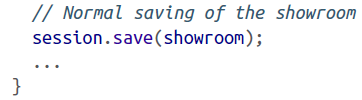 // Normal saving of the showroom
session.save(showroom);
...
}